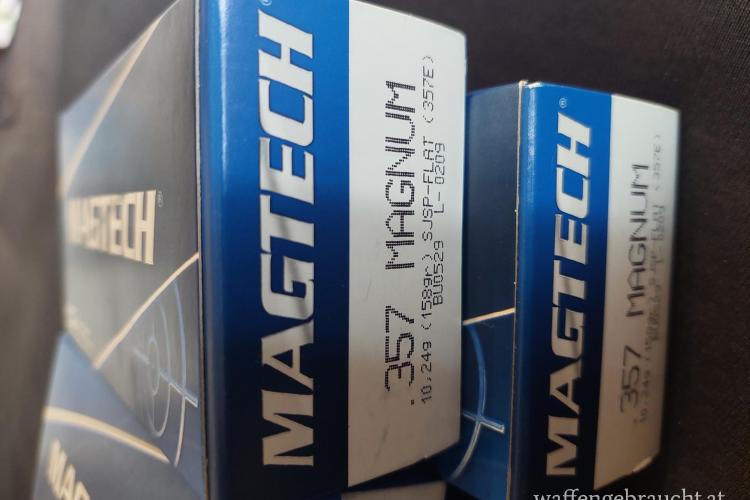 MAGTECH
MAGTECH
.357 MAGNUM
10,24g (158gr) SJSP-FLAT (357E)
BU0529 L-0209
MAGTECH
.357 MAGNUM
waffengebraucht.at